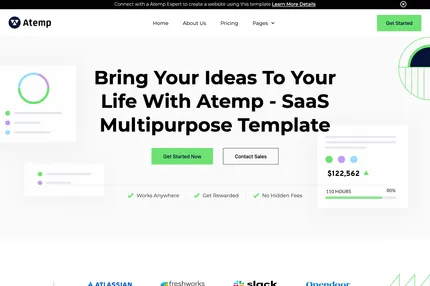 Connect with a Atemp Expert to create a website using this template Learn More Details
Atemp
Home About Us Pricing Pages
Get Started
Bring Your Ideas To Your
Life With Atemp - SaaS
Multipurpose Template
Get Started Now Contact Sales
$122,562
110 HOURS 80%
Works Anywhere Get Rewarded No Hidden Fees
ATLASSIAN freshworks slack Opendoor